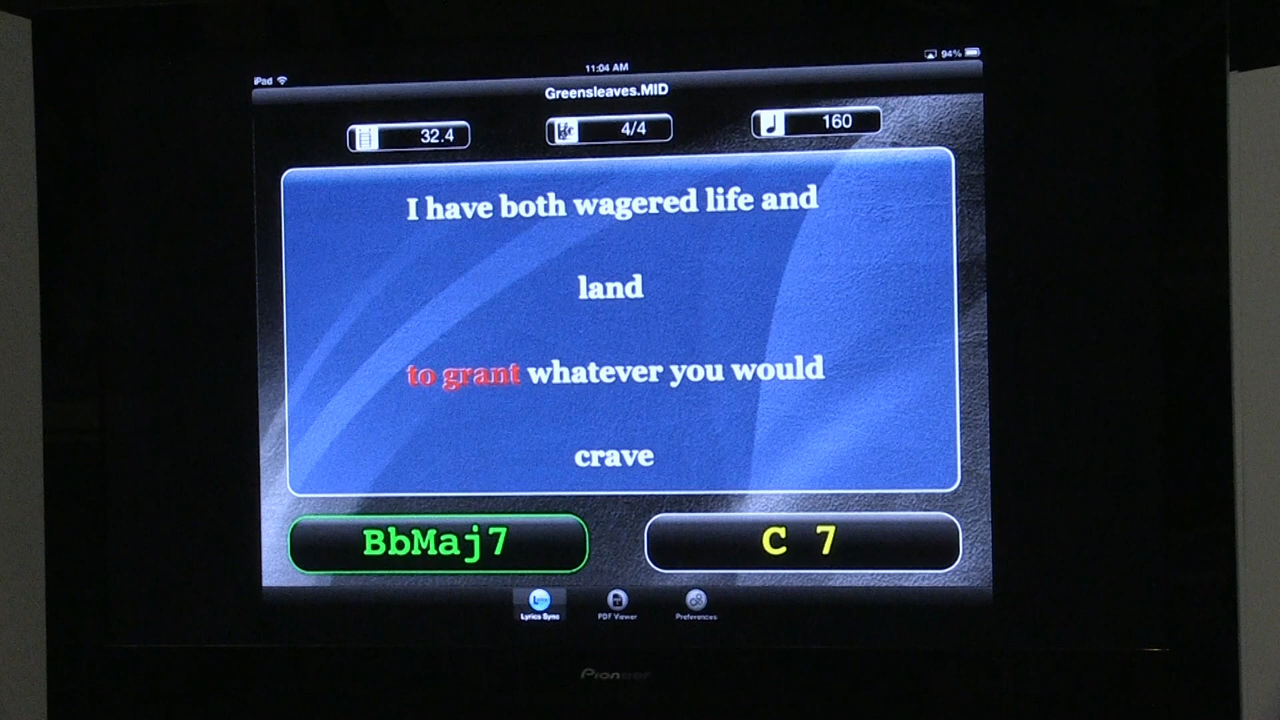 iPad 11:04 AM 94%
Greensleaves.MID
32.4 4/4 160
I have both wagered life and
land
to grant whatever you would
crave
BbMaj7 C 7
Lyrics Sync PDF Viewer Preferences
Pioneer